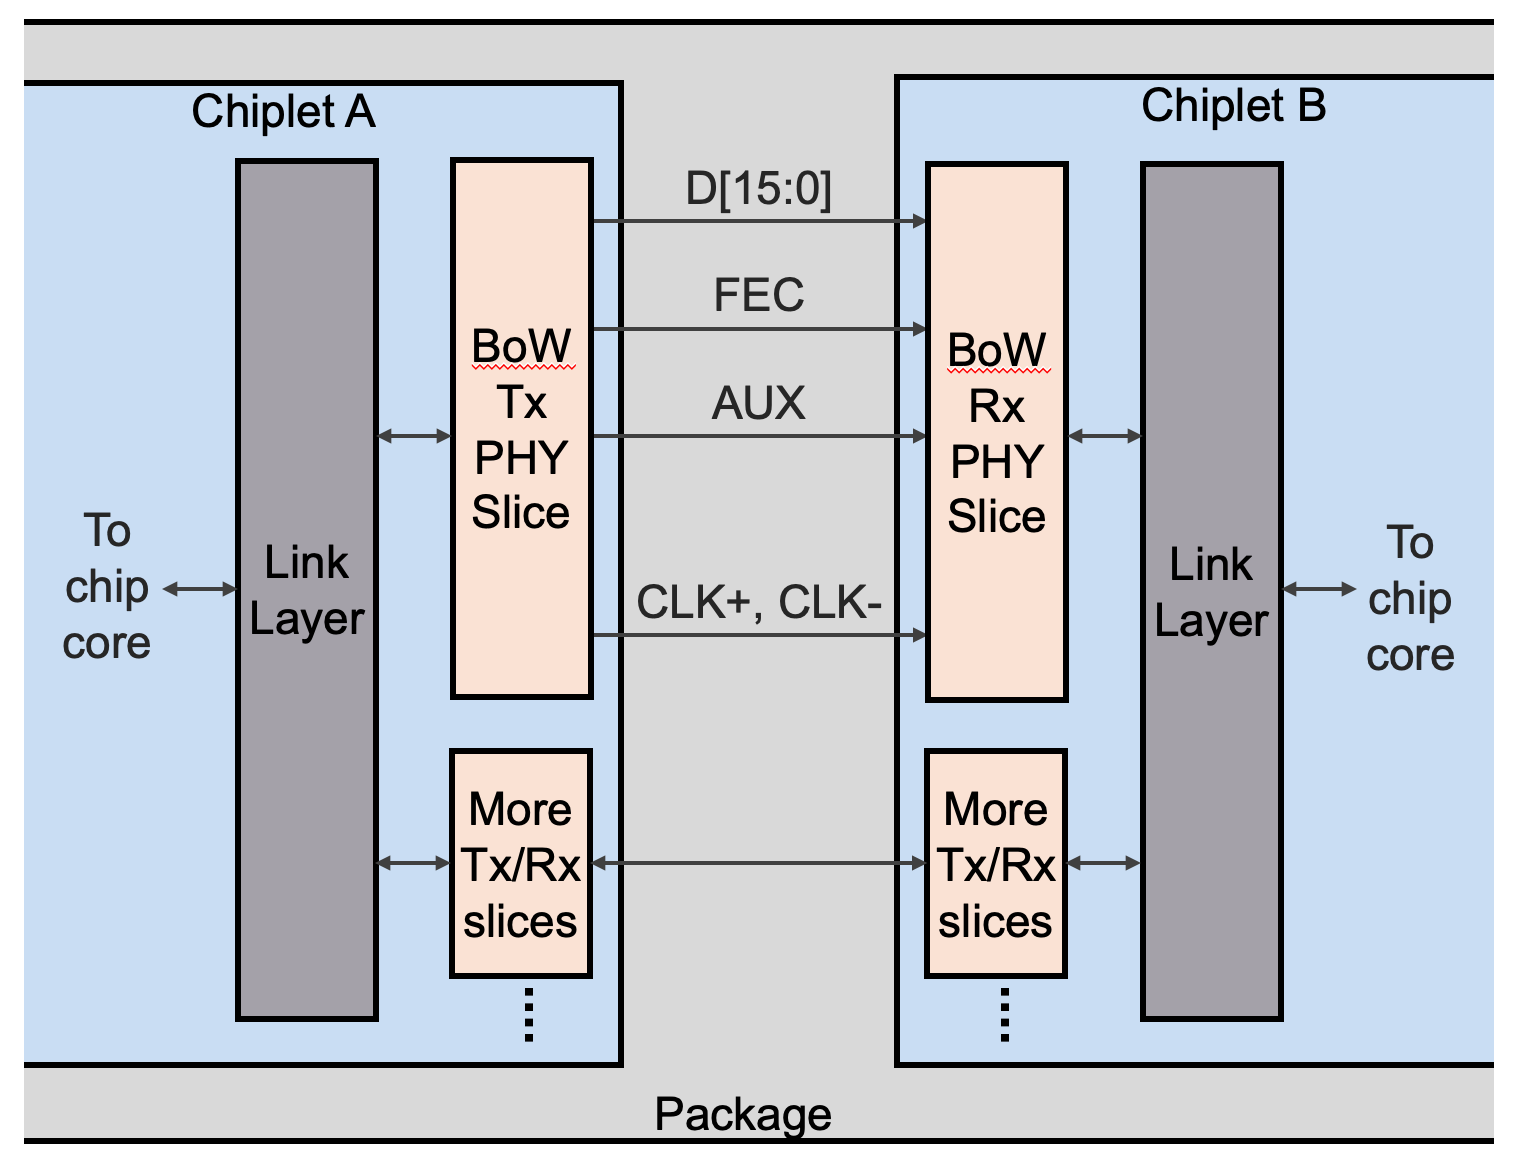 Chiplet A
Chiplet B
D[15:0]
FEC
AUX
CLK+, CLK-
BoW
Tx
PHY
Slice
BoW
Rx
PHY
Slice
To
chip
core
Link
Layer
Link
Layer
To
chip
core
More
Tx/Rx
slices
More
Tx/Rx
slices
Package